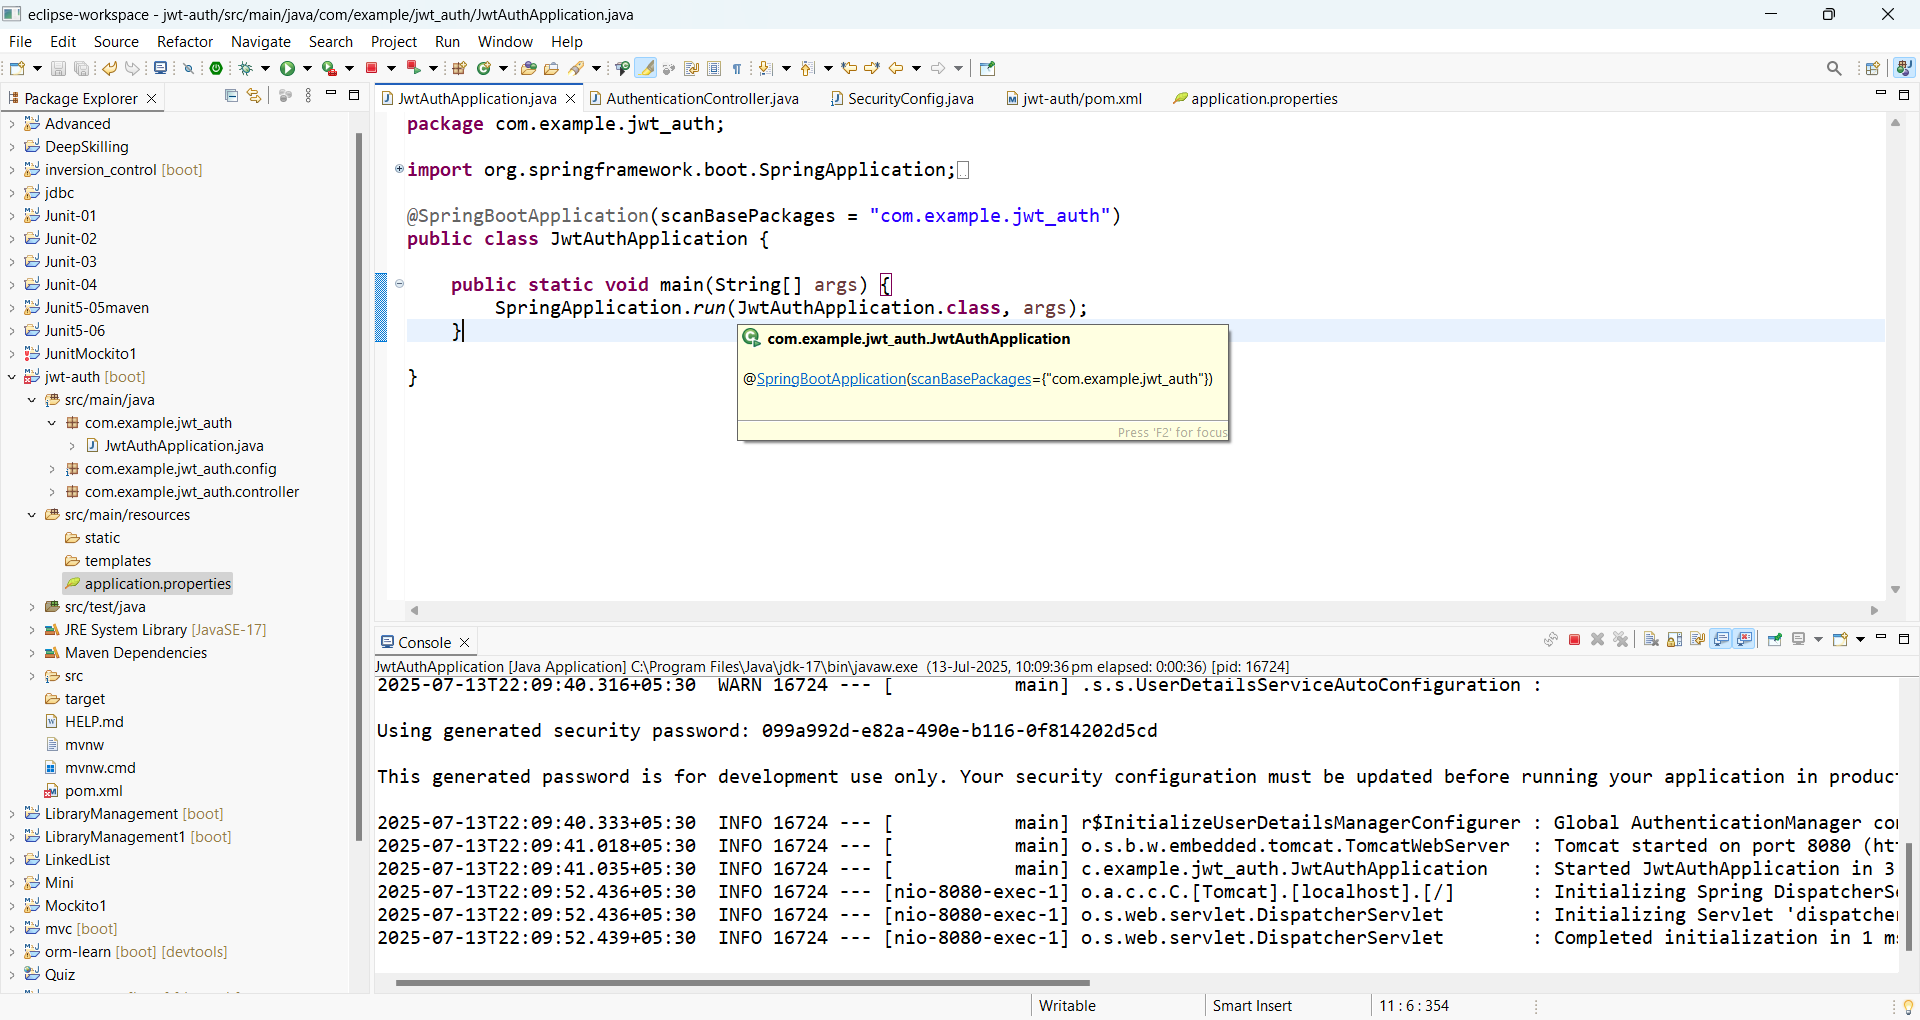 eclipse-workspace - jwt-auth/src/main/java/com/example/jwt_auth/JwtAuthApplication.java
File Edit Source Refactor Navigate Search Project Run Window Help
Package Explorer
Advanced
DeepSkilling
inversion_control [boot]
jdbc
Junit-01
Junit-02
Junit-03
Junit-04
Junit5-05maven
Junit5-06
JunitMockito1
jwt-auth [boot]
src/main/java
com.example.jwt_auth
JwtAuthApplication.java
com.example.jwt_auth.config
com.example.jwt_auth.controller
src/main/resources
static
templates
application.properties
src/test/java
JRE System Library [JavaSE-17]
Maven Dependencies
src
target
HELP.md
mvnw
mvnw.cmd
pom.xml
LibraryManagement [boot]
LibraryManagement1 [boot]
LinkedList
Mini
Mockito1
mvc [boot]
orm-learn [boot] [devtools]
Quiz
JwtAuthApplication.java AuthenticationController.java SecurityConfig.java jwt-auth/pom.xml application.properties
package com.example.jwt_auth;
import org.springframework.boot.SpringApplication;
@SpringBootApplication(scanBasePackages = "com.example.jwt_auth")
public class JwtAuthApplication {
public static void main(String[] args) {
SpringApplication.run(JwtAuthApplication.class, args);
}
}
com.example.jwt_auth.JwtAuthApplication
@SpringBootApplication(scanBasePackages={"com.example.jwt_auth"})
Press 'F2' for focus
Console
JwtAuthApplication [Java Application] C:\Program Files\Java\jdk-17\bin\javaw.exe (13-Jul-2025, 10:09:36 pm elapsed: 0:00:36) [pid: 16724]
2025-07-13T22:09:40.316+05:30 WARN 16724 --- [ main] .s.s.UserDetailsServiceAutoConfiguration :
Using generated security password: 099a992d-e82a-490e-b116-0f814202d5cd
This generated password is for development use only. Your security configuration must be updated before running your application in produc
2025-07-13T22:09:40.333+05:30 INFO 16724 --- [ main] r$InitializeUserDetailsManagerConfigurer : Global AuthenticationManager co
2025-07-13T22:09:41.018+05:30 INFO 16724 --- [ main] o.s.b.w.embedded.tomcat.TomcatWebServer : Tomcat started on port 8080 (ht
2025-07-13T22:09:41.035+05:30 INFO 16724 --- [ main] c.example.jwt_auth.JwtAuthApplication : Started JwtAuthApplication in 3
2025-07-13T22:09:52.436+05:30 INFO 16724 --- [nio-8080-exec-1] o.a.c.c.C.[Tomcat].[localhost].[/] : Initializing Spring DispatcherS
2025-07-13T22:09:52.436+05:30 INFO 16724 --- [nio-8080-exec-1] o.s.web.servlet.DispatcherServlet : Initializing Servlet 'dispatche
2025-07-13T22:09:52.439+05:30 INFO 16724 --- [nio-8080-exec-1] o.s.web.servlet.DispatcherServlet : Completed initialization in 1 m
Writable Smart Insert 11 : 6 : 354